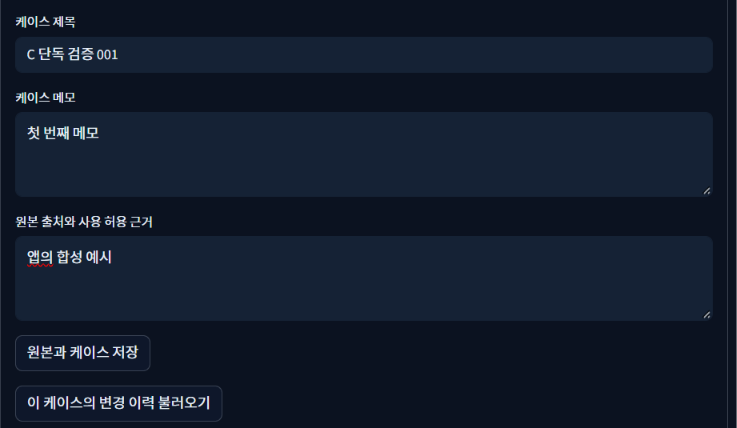 케이스 제목
C 단독 검증 001
케이스 메모
첫 번째 메모
원본 출처와 사용 허용 근거
앱의 합성 예시
원본과 케이스 저장
이 케이스의 변경 이력 불러오기